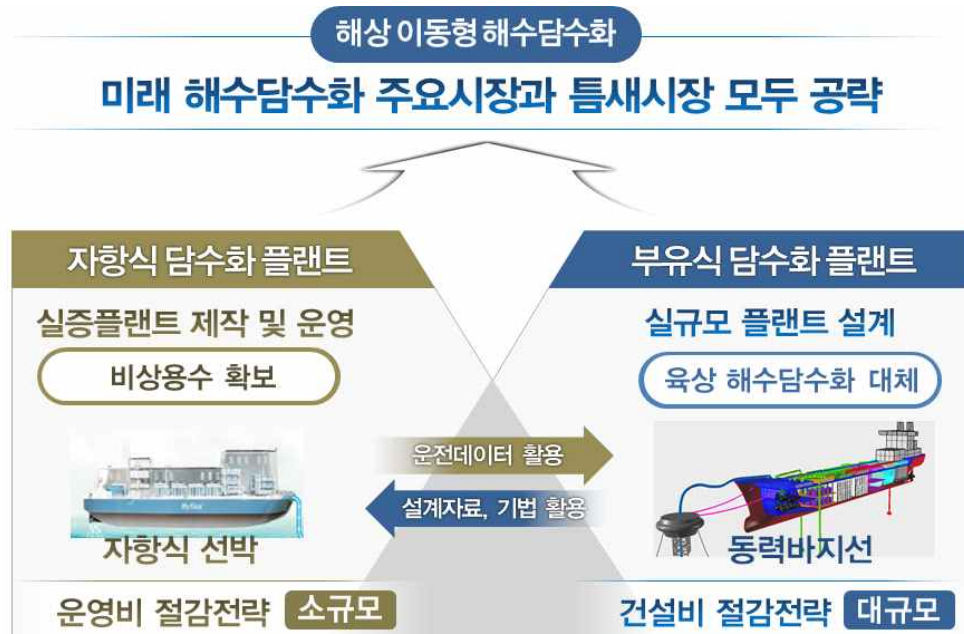 해상 이동형 해수담수화
미래 해수담수화 주요시장과 틈새시장 모두 공략
자항식 담수화 플랜트
실증플랜트 제작 및 운영
비상용수 확보
자항식 선박
운영비 절감전략 소규모
운전데이터 활용
설계자료, 기법 활용
부유식 담수화 플랜트
실규모 플랜트 설계
육상 해수담수화 대체
동력바지선
건설비 절감전략 대규모